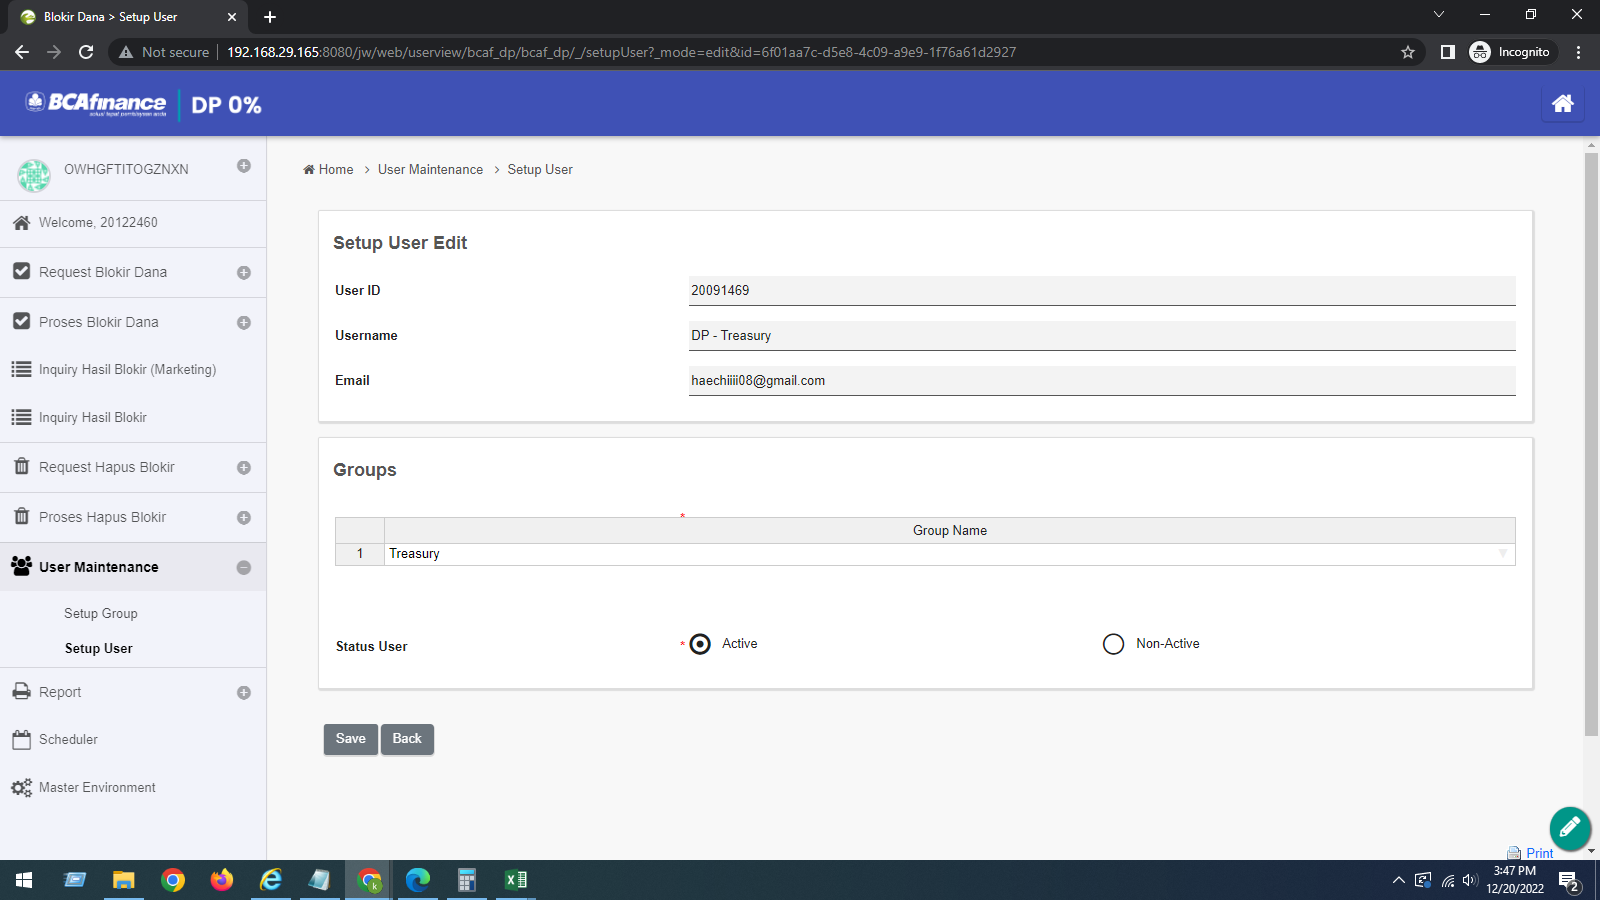 Blokir Dana > Setup User
Not secure
192.168.29.165:8080/jw/web/userview/bcaf_dp/bcaf_dp/_/setupUser?_mode=edit&id=6f01aa7c-d5e8-4c09-a9e9-1f76a61d2927
Incognito
BCAfinance
DP 0%
OWHGFTITOGZNXN
Welcome, 20122460
Request Blokir Dana
Proses Blokir Dana
Inquiry Hasil Blokir (Marketing)
Inquiry Hasil Blokir
Request Hapus Blokir
Proses Hapus Blokir
User Maintenance
Setup Group
Setup User
Report
Scheduler
Master Environment
Home > User Maintenance > Setup User
Setup User Edit
User ID
20091469
Username
DP - Treasury
Email
haechiiii08@gmail.com
Groups
*
Group Name
1 Treasury
Status User
* Active
Non-Active
Save
Back
Print
3:47 PM
12/20/2022
2